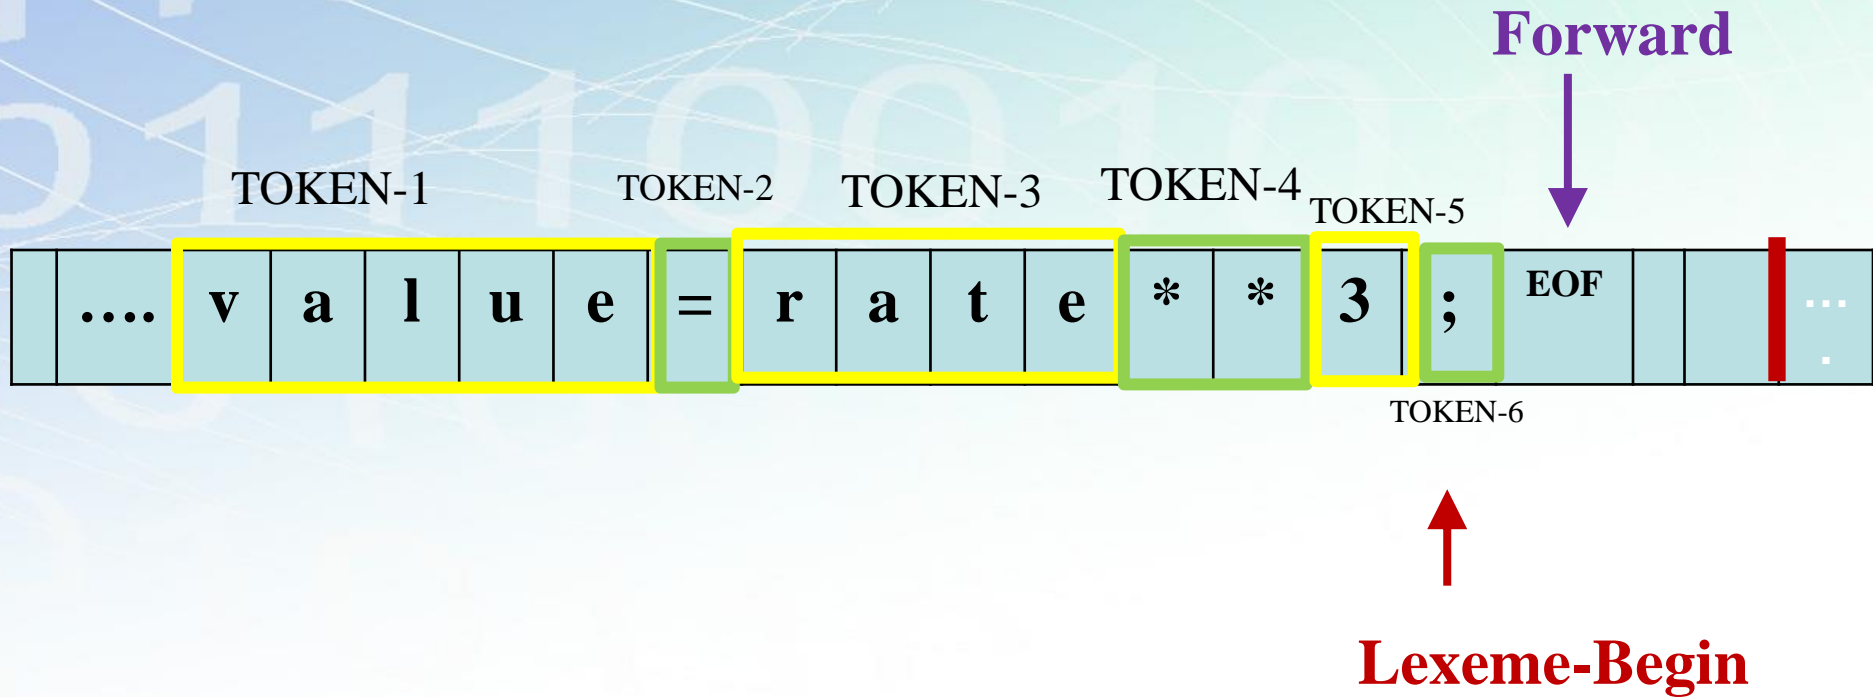 Forward
TOKEN-1 TOKEN-2 TOKEN-3 TOKEN-4 TOKEN-5
.... v a l u e = r a t e * * 3 ; EOF ....
TOKEN-6
Lexeme-Begin